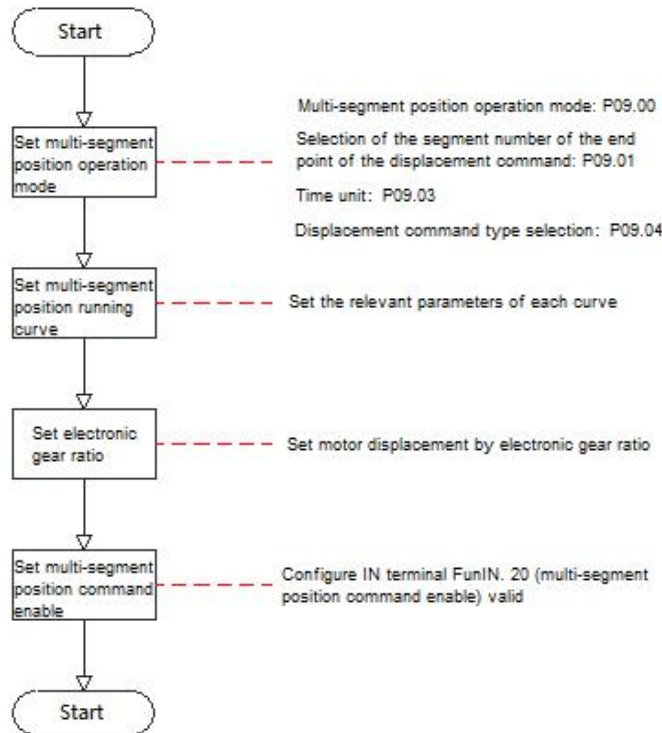 Start
Set multi-segment
position operation
mode
Multi-segment position operation mode: P09.00
Selection of the segment number of the end
point of the displacement command: P09.01
Time unit: P09.03
Displacement command type selection: P09.04
Set multi-segment
position running
curve
Set the relevant parameters of each curve
Set electronic
gear ratio
Set motor displacement by electronic gear ratio
Set multi-segment
position command
enable
Configure IN terminal FunIN. 20 (multi-segment
position command enable) valid
Start